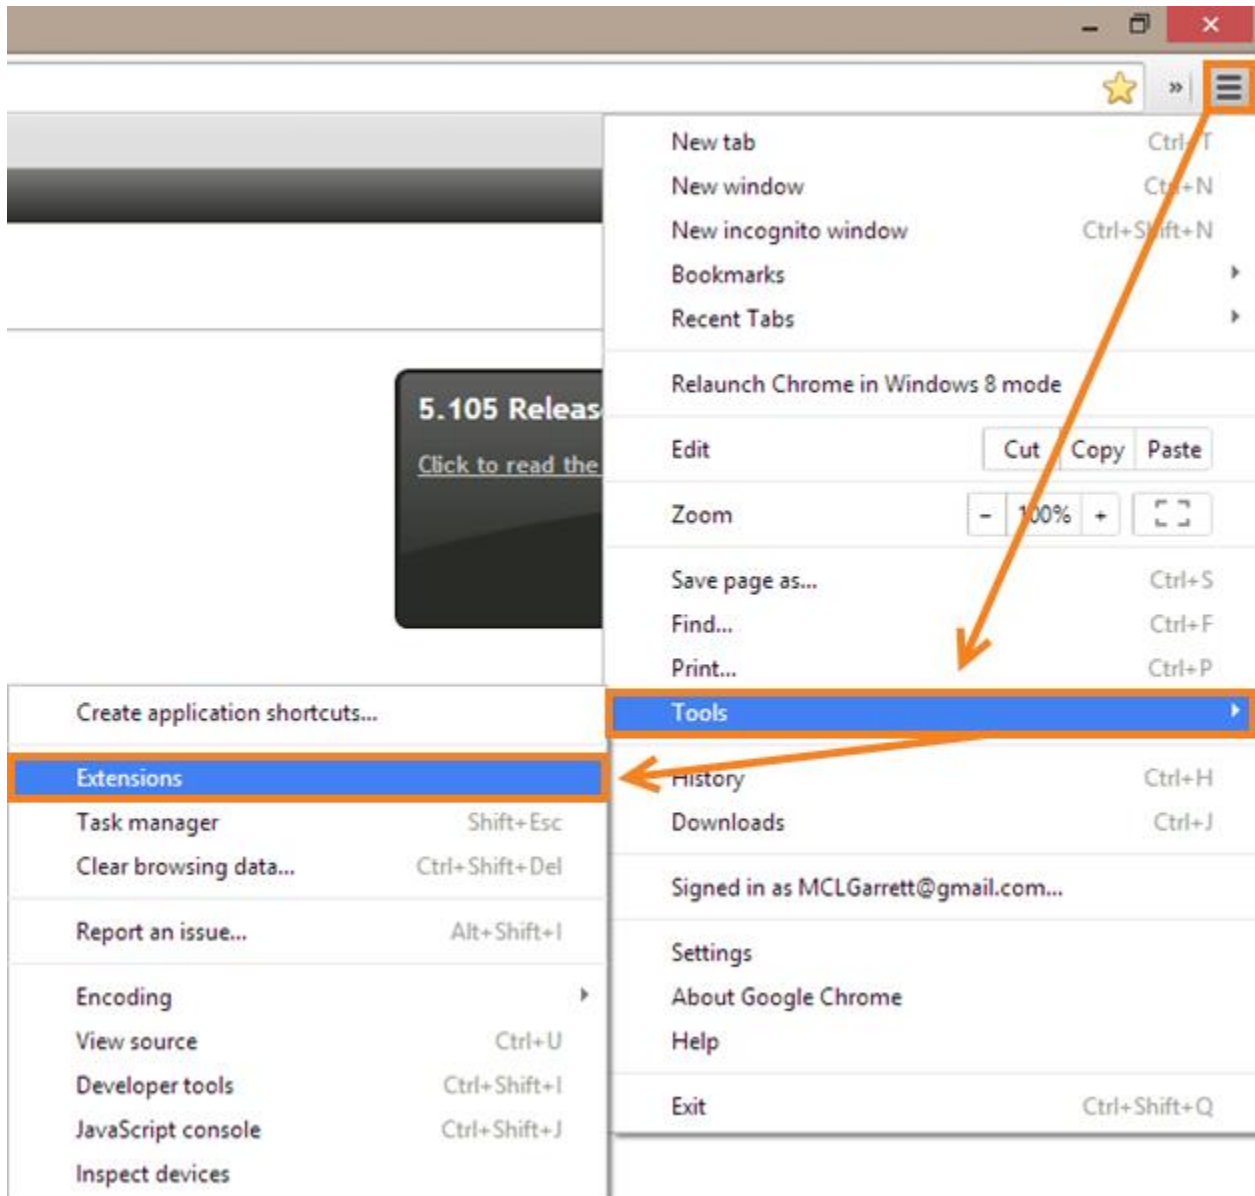 New tab Ctrl+T
New window Ctrl+N
New incognito window Ctrl+Shift+N
Bookmarks
Recent Tabs
Relaunch Chrome in Windows 8 mode
5.105 Releas
Click to read the
Edit Cut Copy Paste
Zoom - 100% +
Save page as... Ctrl+S
Find... Ctrl+F
Print... Ctrl+P
Tools
History Ctrl+H
Downloads Ctrl+J
Signed in as MCLGarrett@gmail.com...
Settings
About Google Chrome
Help
Exit Ctrl+Shift+Q
Create application shortcuts...
Extensions
Task manager Shift+Esc
Clear browsing data... Ctrl+Shift+Del
Report an issue... Alt+Shift+I
Encoding
View source Ctrl+U
Developer tools Ctrl+Shift+I
JavaScript console Ctrl+Shift+J
Inspect devices